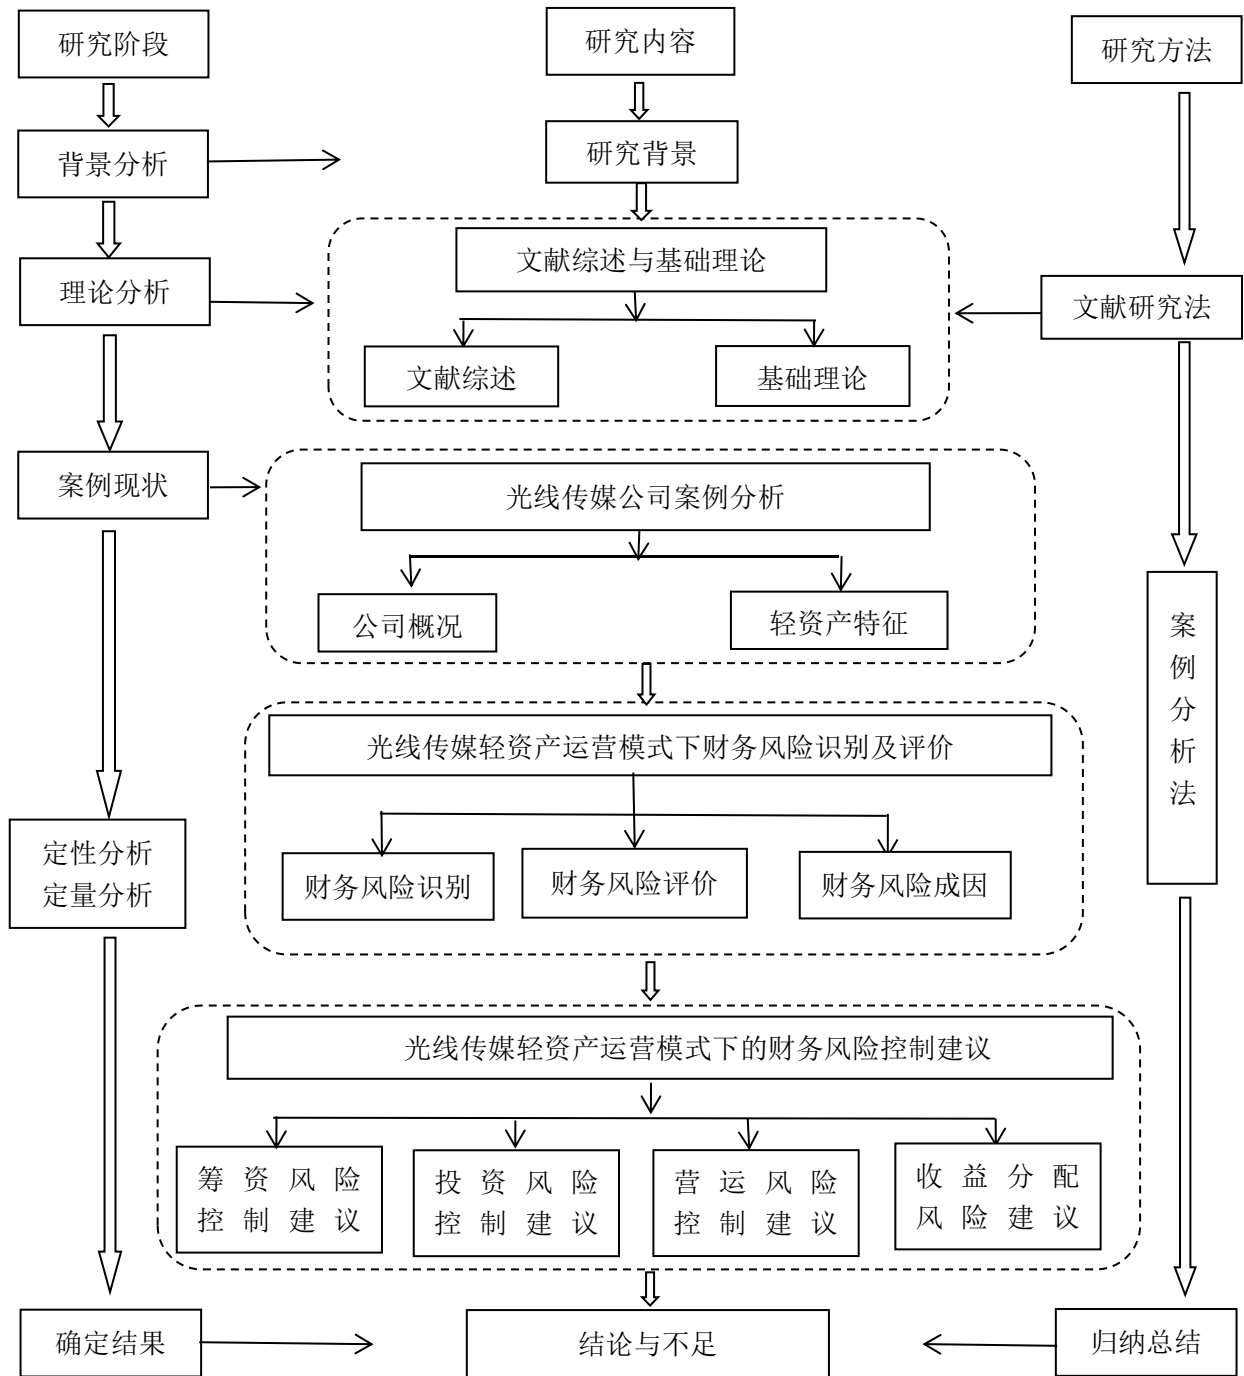 研究阶段
研究内容
研究方法
背景分析
研究背景
理论分析
文献综述与基础理论
文献研究法
文献综述
基础理论
案例现状
光线传媒公司案例分析
公司概况
轻资产特征
案
例
分
析
法
光线传媒轻资产运营模式下财务风险识别及评价
定性分析
定量分析
财务风险识别
财务风险评价
财务风险成因
光线传媒轻资产运营模式下的财务风险控制建议
筹资风险
控制建议
投资风险
控制建议
营运风险
控制建议
收益分配
风险建议
确定结果
结论与不足
归纳总结